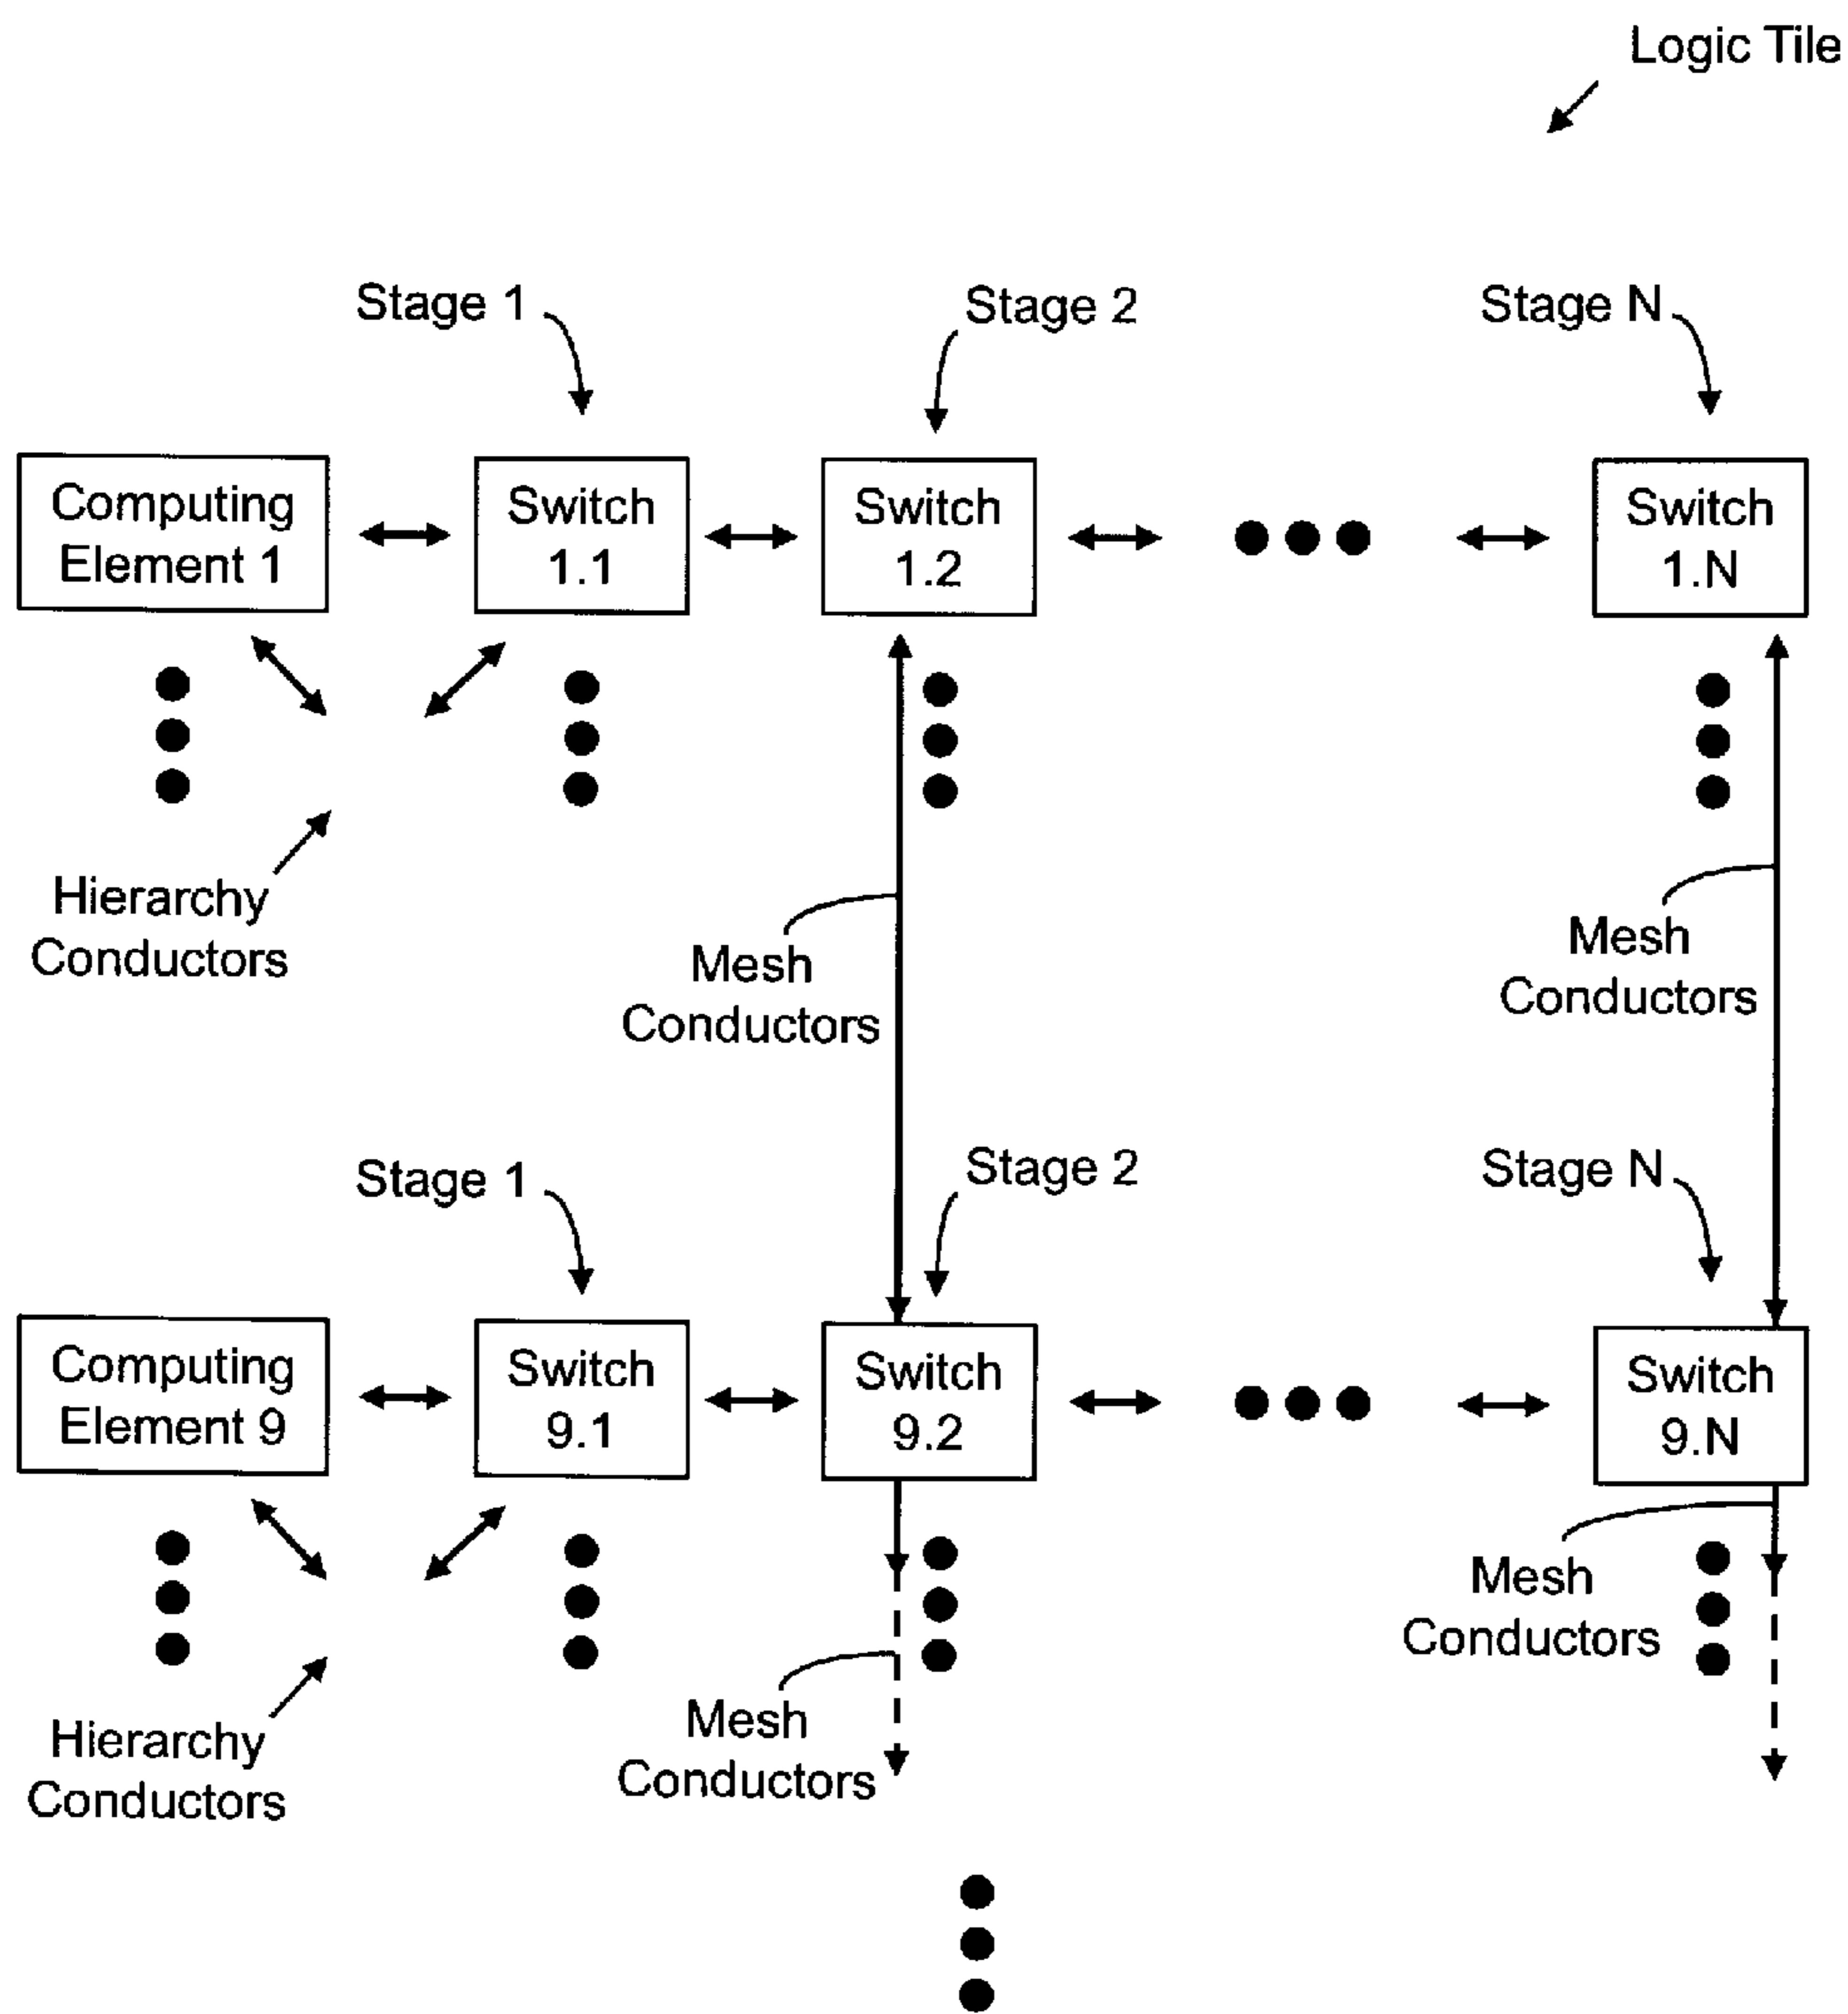 Logic Tile
Stage 1
Stage 2
Stage N
Computing
Element 1
Switch
1.1
Switch
1.2
Switch
1.N
Hierarchy
Conductors
Mesh
Conductors
Mesh
Conductors
Stage 1
Stage 2
Stage N
Computing
Element 9
Switch
9.1
Switch
9.2
Switch
9.N
Hierarchy
Conductors
Mesh
Conductors
Mesh
Conductors